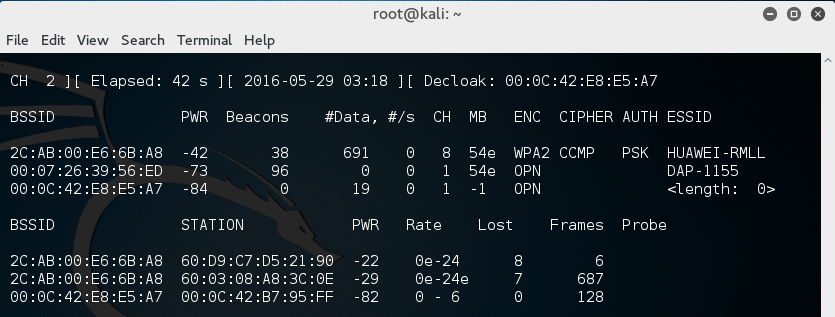 root@kali: ~
File Edit View Search Terminal Help
CH 2 ][ Elapsed: 42 s ][ 2016-05-29 03:18 ][ Decloak: 00:0C:42:E8:E5:A7
BSSID PWR Beacons #Data, #/s CH MB ENC CIPHER AUTH ESSID
2C:AB:00:E6:6B:A8 -42 38 691 0 8 54e WPA2 CCMP PSK HUAWEI-RMLL
00:07:26:39:56:ED -73 96 0 0 1 54e OPN DAP-1155
00:0C:42:E8:E5:A7 -84 0 19 0 1 -1 OPN <length: 0>
BSSID STATION PWR Rate Lost Frames Probe
2C:AB:00:E6:6B:A8 60:D9:C7:D5:21:90 -22 0e-24 8 6
2C:AB:00:E6:6B:A8 60:03:08:A8:3C:0E -29 0e-24e 7 687
00:0C:42:E8:E5:A7 00:0C:42:B7:95:FF -82 0 - 6 0 128